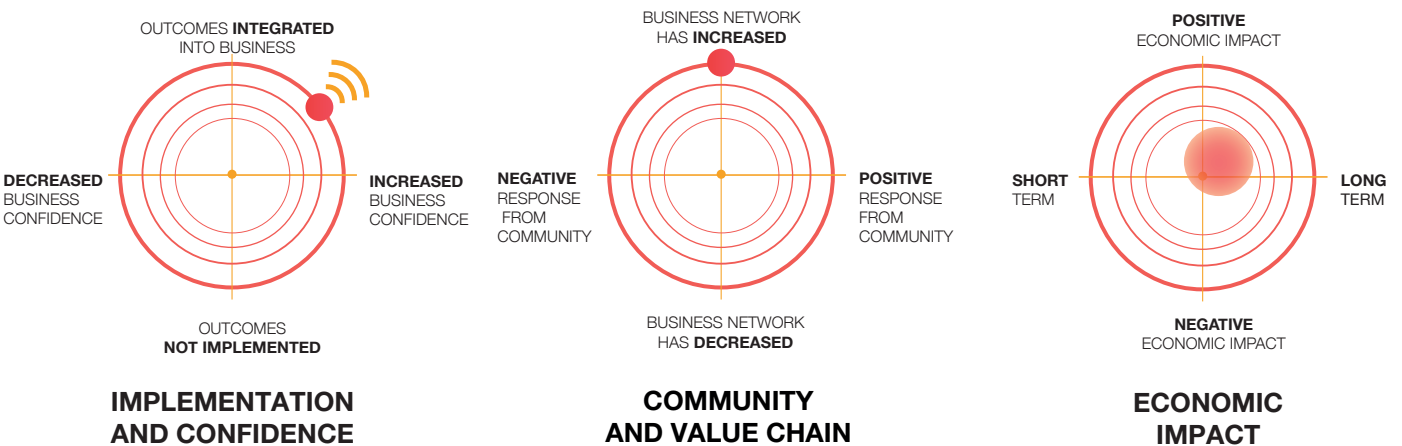 OUTCOMES INTEGRATED
INTO BUSINESS
DECREASED
BUSINESS
CONFIDENCE
INCREASED
BUSINESS
CONFIDENCE
OUTCOMES
NOT IMPLEMENTED
IMPLEMENTATION
AND CONFIDENCE
BUSINESS NETWORK
HAS INCREASED
NEGATIVE
RESPONSE
FROM
COMMUNITY
POSITIVE
RESPONSE
FROM
COMMUNITY
BUSINESS NETWORK
HAS DECREASED
COMMUNITY
AND VALUE CHAIN
POSITIVE
ECONOMIC IMPACT
SHORT
TERM
LONG
TERM
NEGATIVE
ECONOMIC IMPACT
ECONOMIC
IMPACT